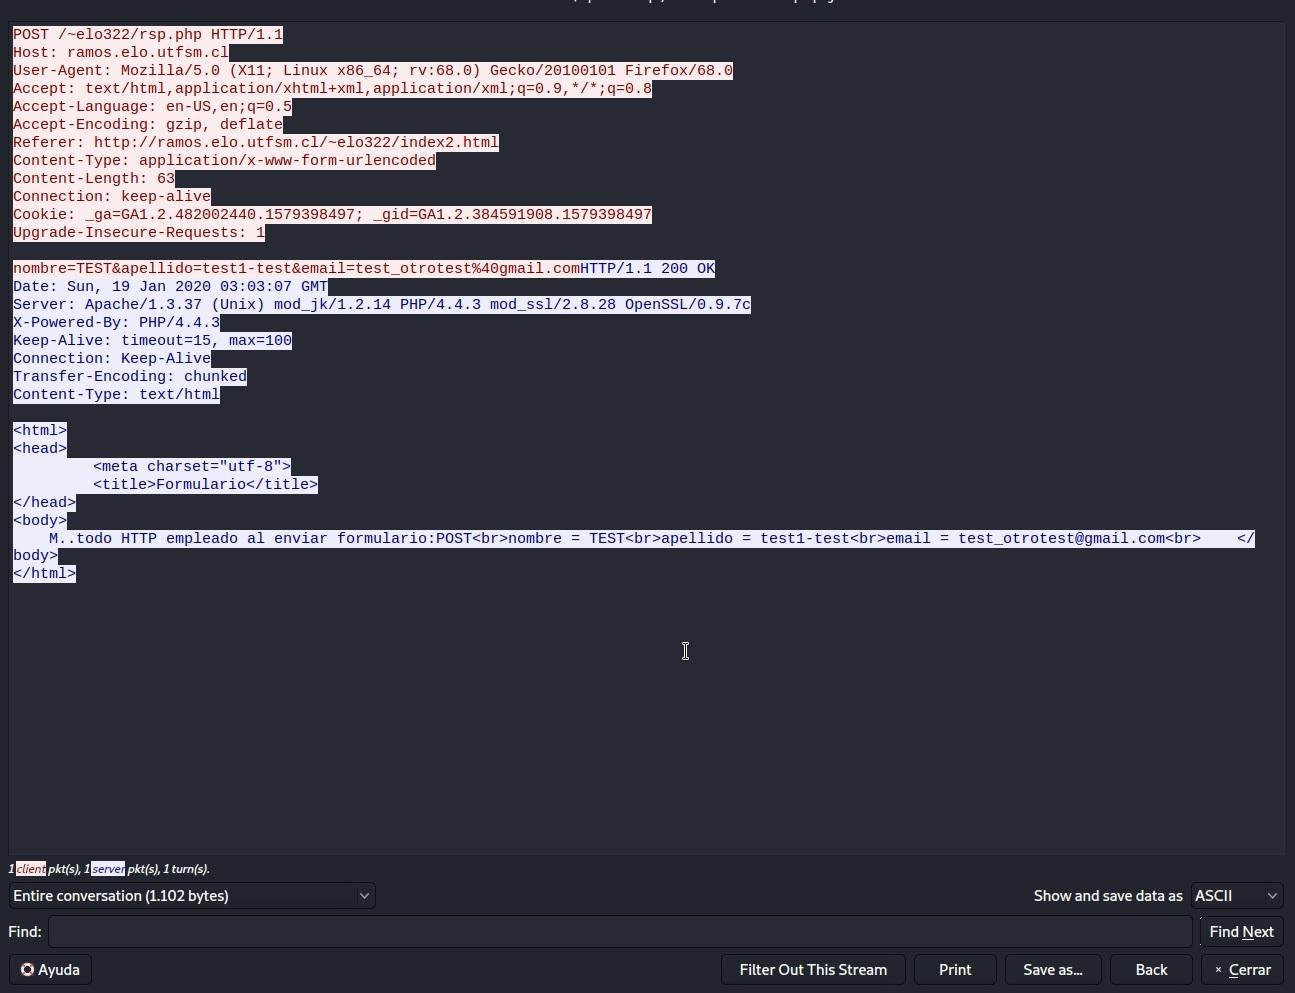 POST /~elo322/rsp.php HTTP/1.1
Host: ramos.elo.utfsm.cl
User-Agent: Mozilla/5.0 (X11; Linux x86_64; rv:68.0) Gecko/20100101 Firefox/68.0
Accept: text/html,application/xhtml+xml,application/xml;q=0.9,*/*;q=0.8
Accept-Language: en-US,en;q=0.5
Accept-Encoding: gzip, deflate
Referer: http://ramos.elo.utfsm.cl/~elo322/index2.html
Content-Type: application/x-www-form-urlencoded
Content-Length: 63
Connection: keep-alive
Cookie: _ga=GA1.2.482002440.1579398497; _gid=GA1.2.384591908.1579398497
Upgrade-Insecure-Requests: 1
nombre=TEST&apellido=test1-test&email=test_otrotest%40gmail.comHTTP/1.1 200 OK
Date: Sun, 19 Jan 2020 03:03:07 GMT
Server: Apache/1.3.37 (Unix) mod_jk/1.2.14 PHP/4.4.3 mod_ssl/2.8.28 OpenSSL/0.9.7c
X-Powered-By: PHP/4.4.3
Keep-Alive: timeout=15, max=100
Connection: Keep-Alive
Transfer-Encoding: chunked
Content-Type: text/html
<html>
<head>
<meta charset="utf-8">
<title>Formulario</title>
</head>
<body>
M..todo HTTP empleado al enviar formulario:POST<br>nombre = TEST<br>apellido = test1-test<br>email = test_otrotest@gmail.com<br>    </
body>
</html>
1 client pkt(s), 1 server pkt(s), 1 turn(s).
Entire conversation (1.102 bytes)
Show and save data as ASCII
Find:
Find Next
Ayuda
Filter Out This Stream
Print
Save as…
Back
× Cerrar